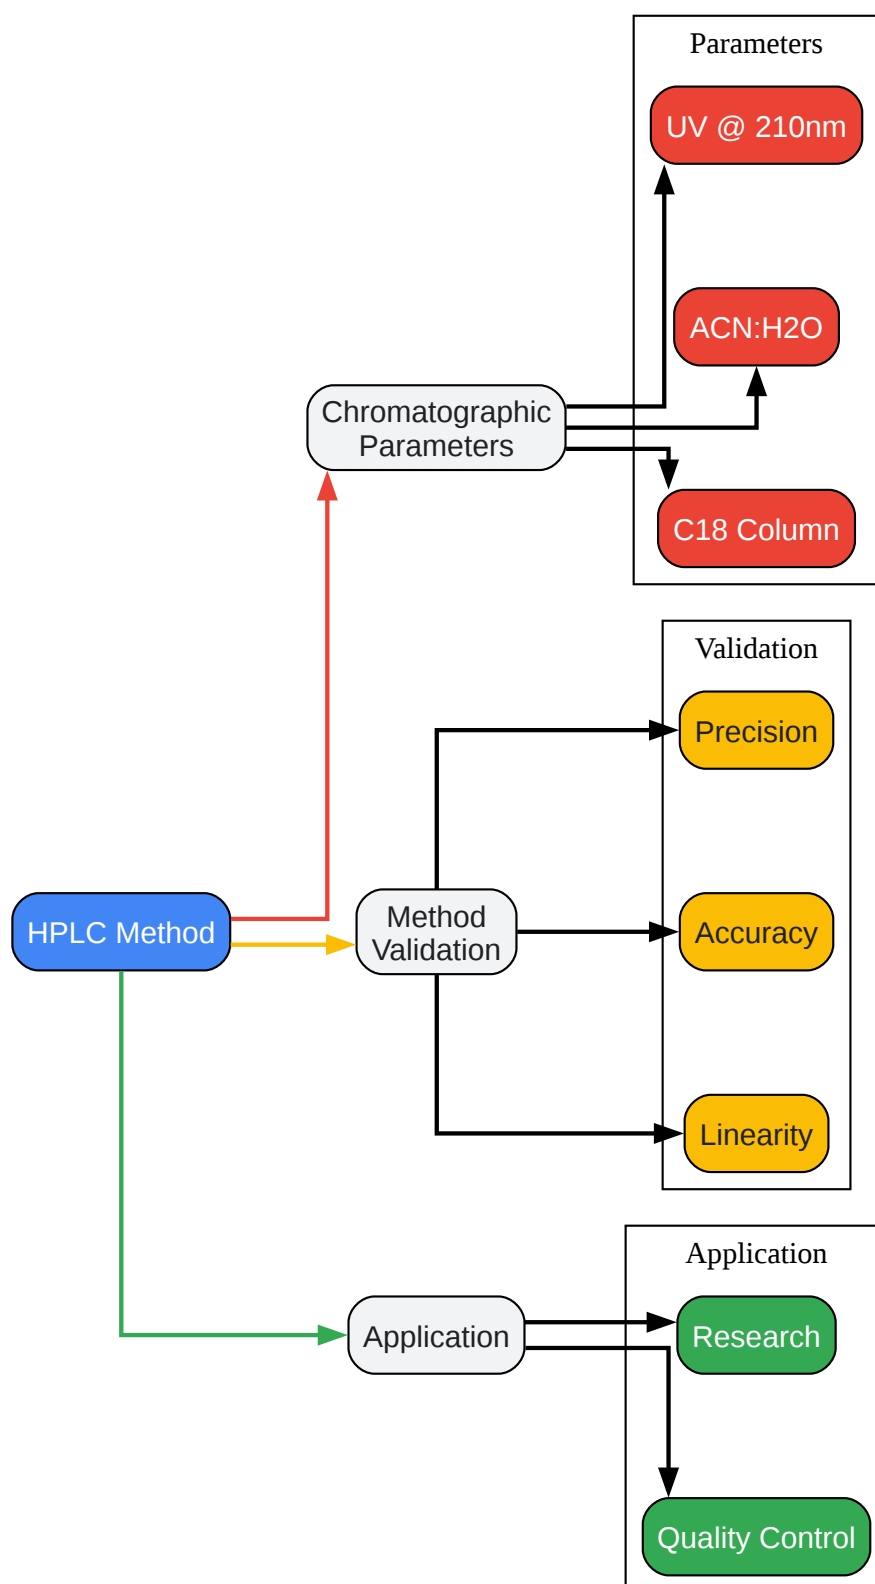 Parameters
UV @ 210nm
ACN:H2O
Chromatographic
Parameters
C18 Column
Validation
Precision
HPLC Method
Method
Validation
Accuracy
Linearity
Application
Application
Research
Quality Control